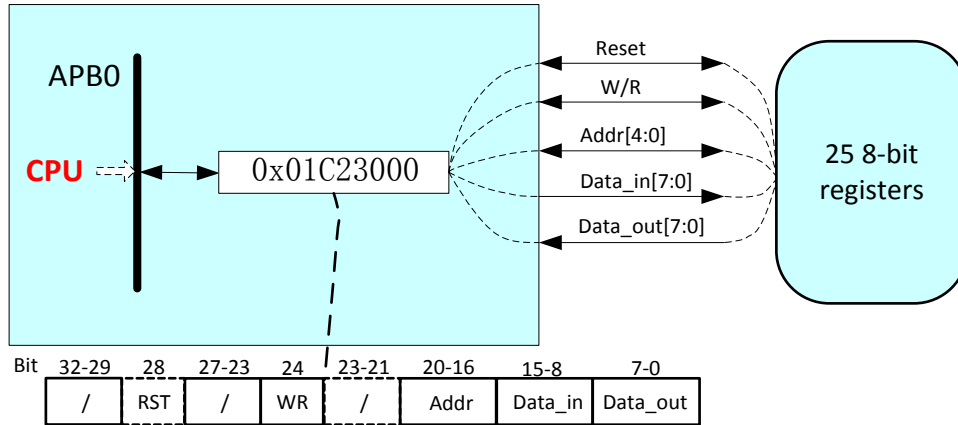 APB0
CPU
0x01C23000
Reset
W/R
Addr[4:0]
Data_in[7:0]
Data_out[7:0]
25 8-bit
registers
Bit 32-29 28 27-23 24 23-21 20-16 15-8 7-0
/ RST / WR / Addr Data_in Data_out